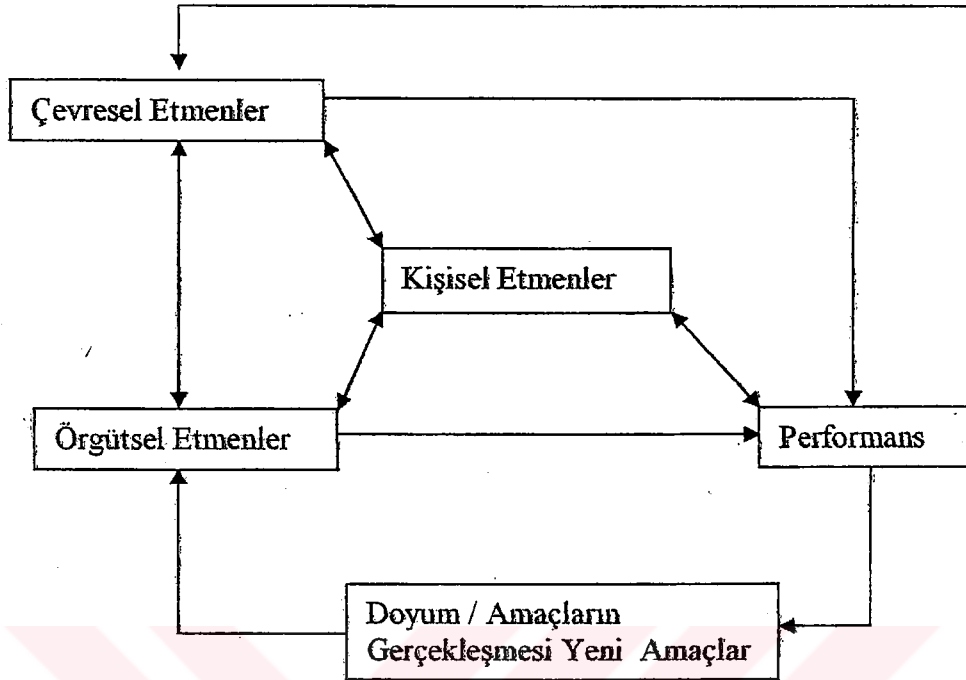 Çevresel Etmenler
Kişisel Etmenler
Örgütsel Etmenler
Performans
Doyum / Amaçların
Gerçekleşmesi Yeni Amaçlar